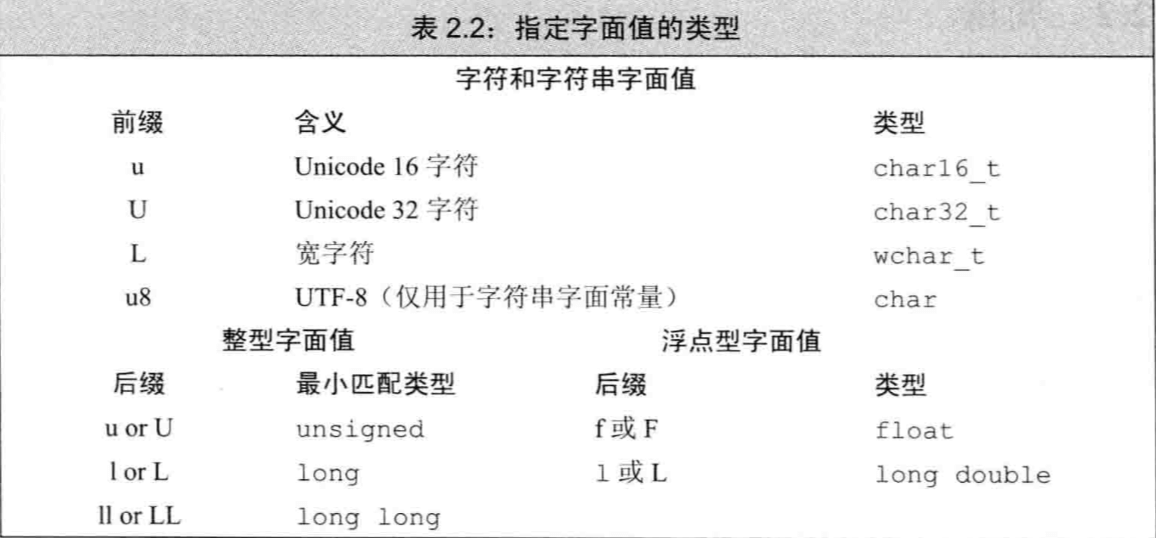 表 2.2：指定字面值的类型
字符和字符串字面值
前缀 含义 类型
u Unicode 16 字符 char16_t
U Unicode 32 字符 char32_t
L 宽字符 wchar_t
u8 UTF-8（仅用于字符串字面常量） char
整型字面值 浮点型字面值
后缀 最小匹配类型 后缀 类型
u or U unsigned f 或 F float
l or L long l 或 L long double
ll or LL long long